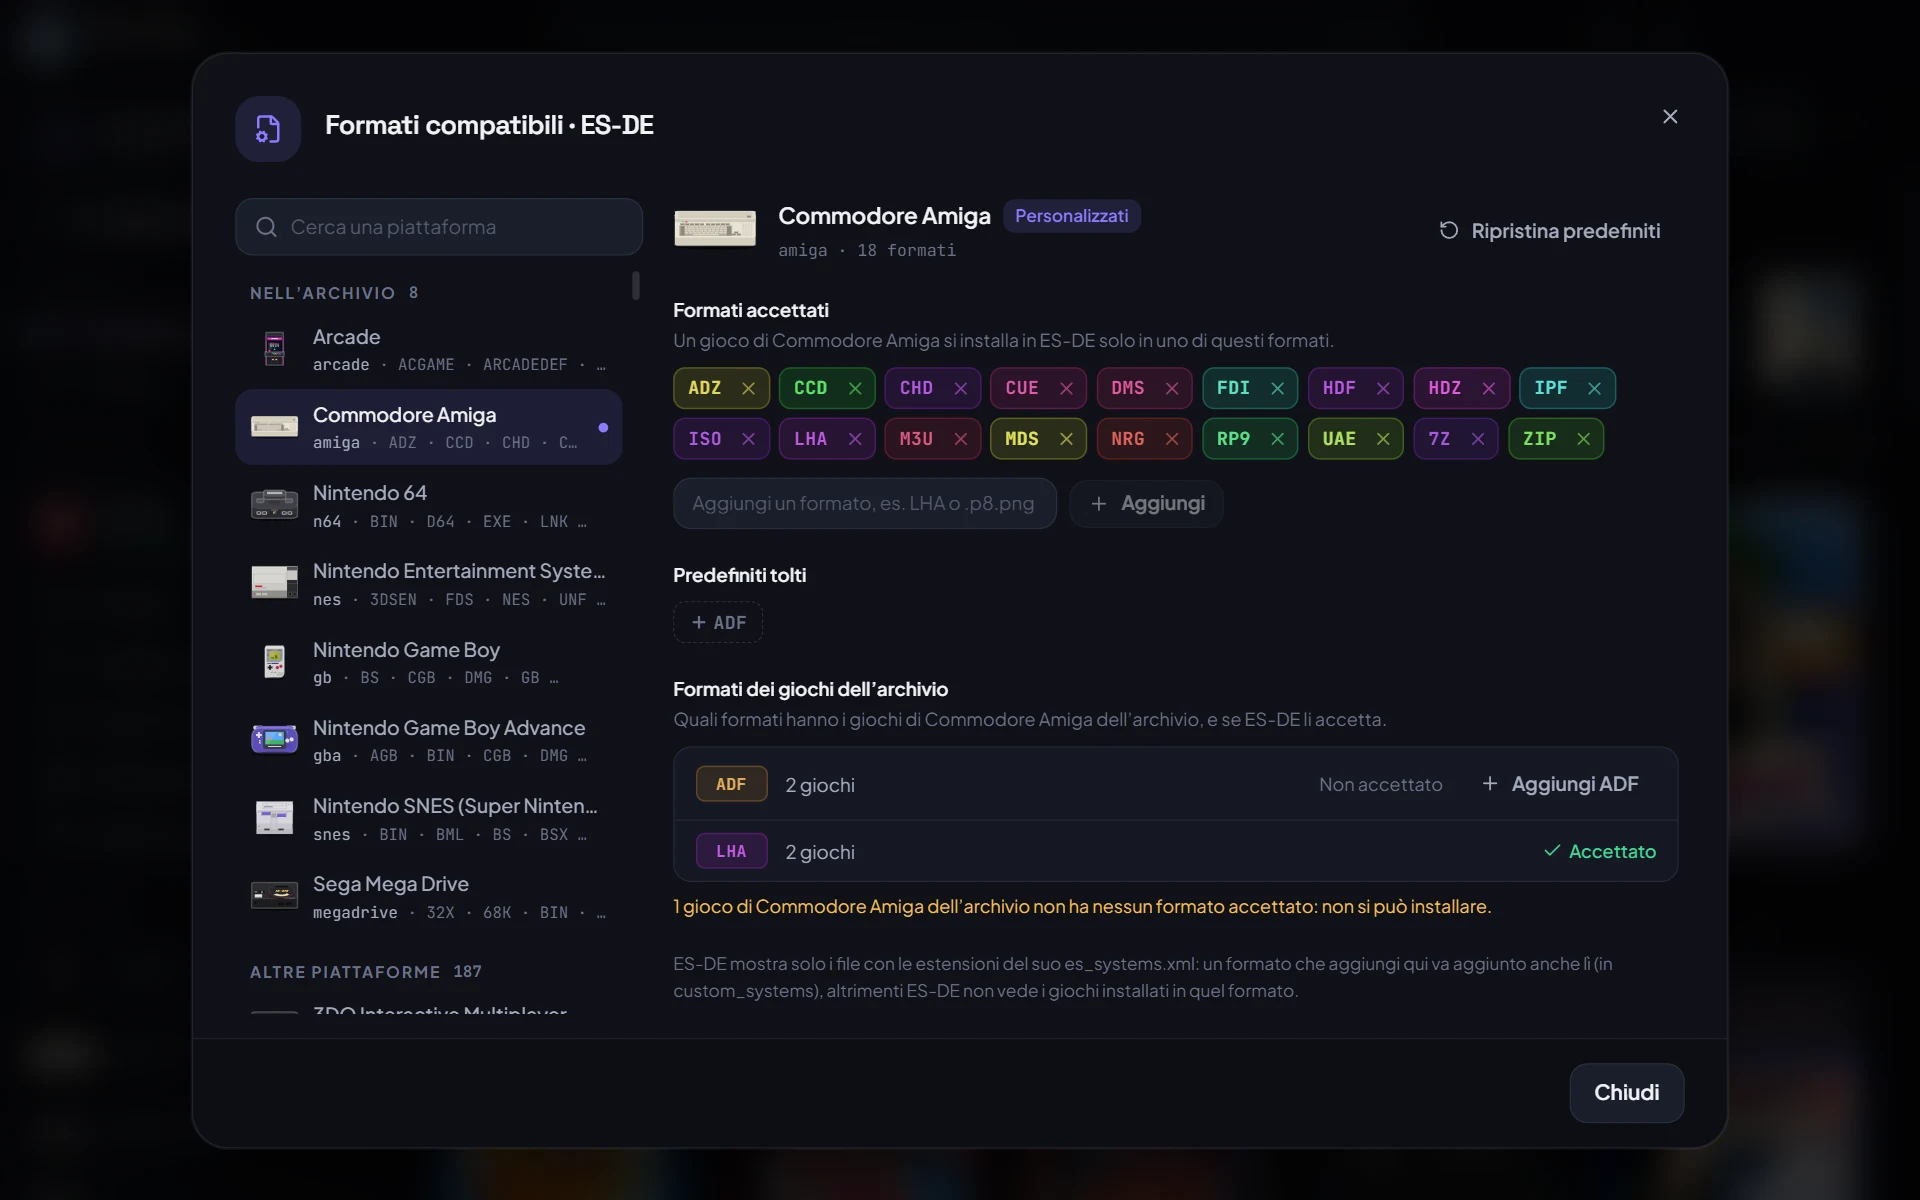 Formati compatibili · ES-DE
Cerca una piattaforma
NELL’ARCHIVIO 8
Arcade
arcade · ACGAME · ARCADEDEF · …
Commodore Amiga
amiga · ADZ · CCD · CHD · C…
Nintendo 64
n64 · BIN · D64 · EXE · LNK …
Nintendo Entertainment Syste…
nes · 3DSEN · FDS · NES · UNF …
Nintendo Game Boy
gb · BS · CGB · DMG · GB …
Nintendo Game Boy Advance
gba · AGB · BIN · CGB · DMG …
Nintendo SNES (Super Ninten…
snes · BIN · BML · BS · BSX …
Sega Mega Drive
megadrive · 32X · 68K · BIN · …
ALTRE PIATTAFORME 187
3DO Interactive Multiplayer
Commodore Amiga Personalizzati
amiga · 18 formati
Ripristina predefiniti
Formati accettati
Un gioco di Commodore Amiga si installa in ES-DE solo in uno di questi formati.
ADZ CCD CHD CUE DMS FDI HDF HDZ IPF
ISO LHA M3U MDS NRG RP9 UAE 7Z ZIP
Aggiungi un formato, es. LHA o .p8.png
+ Aggiungi
Predefiniti tolti
+ ADF
Formati dei giochi dell’archivio
Quali formati hanno i giochi di Commodore Amiga dell’archivio, e se ES-DE li accetta.
ADF 2 giochi Non accettato + Aggiungi ADF
LHA 2 giochi Accettato
1 gioco di Commodore Amiga dell’archivio non ha nessun formato accettato: non si può installare.
ES-DE mostra solo i file con le estensioni del suo es_systems.xml: un formato che aggiungi qui va aggiunto anche lì (in
custom_systems), altrimenti ES-DE non vede i giochi installati in quel formato.
Chiudi